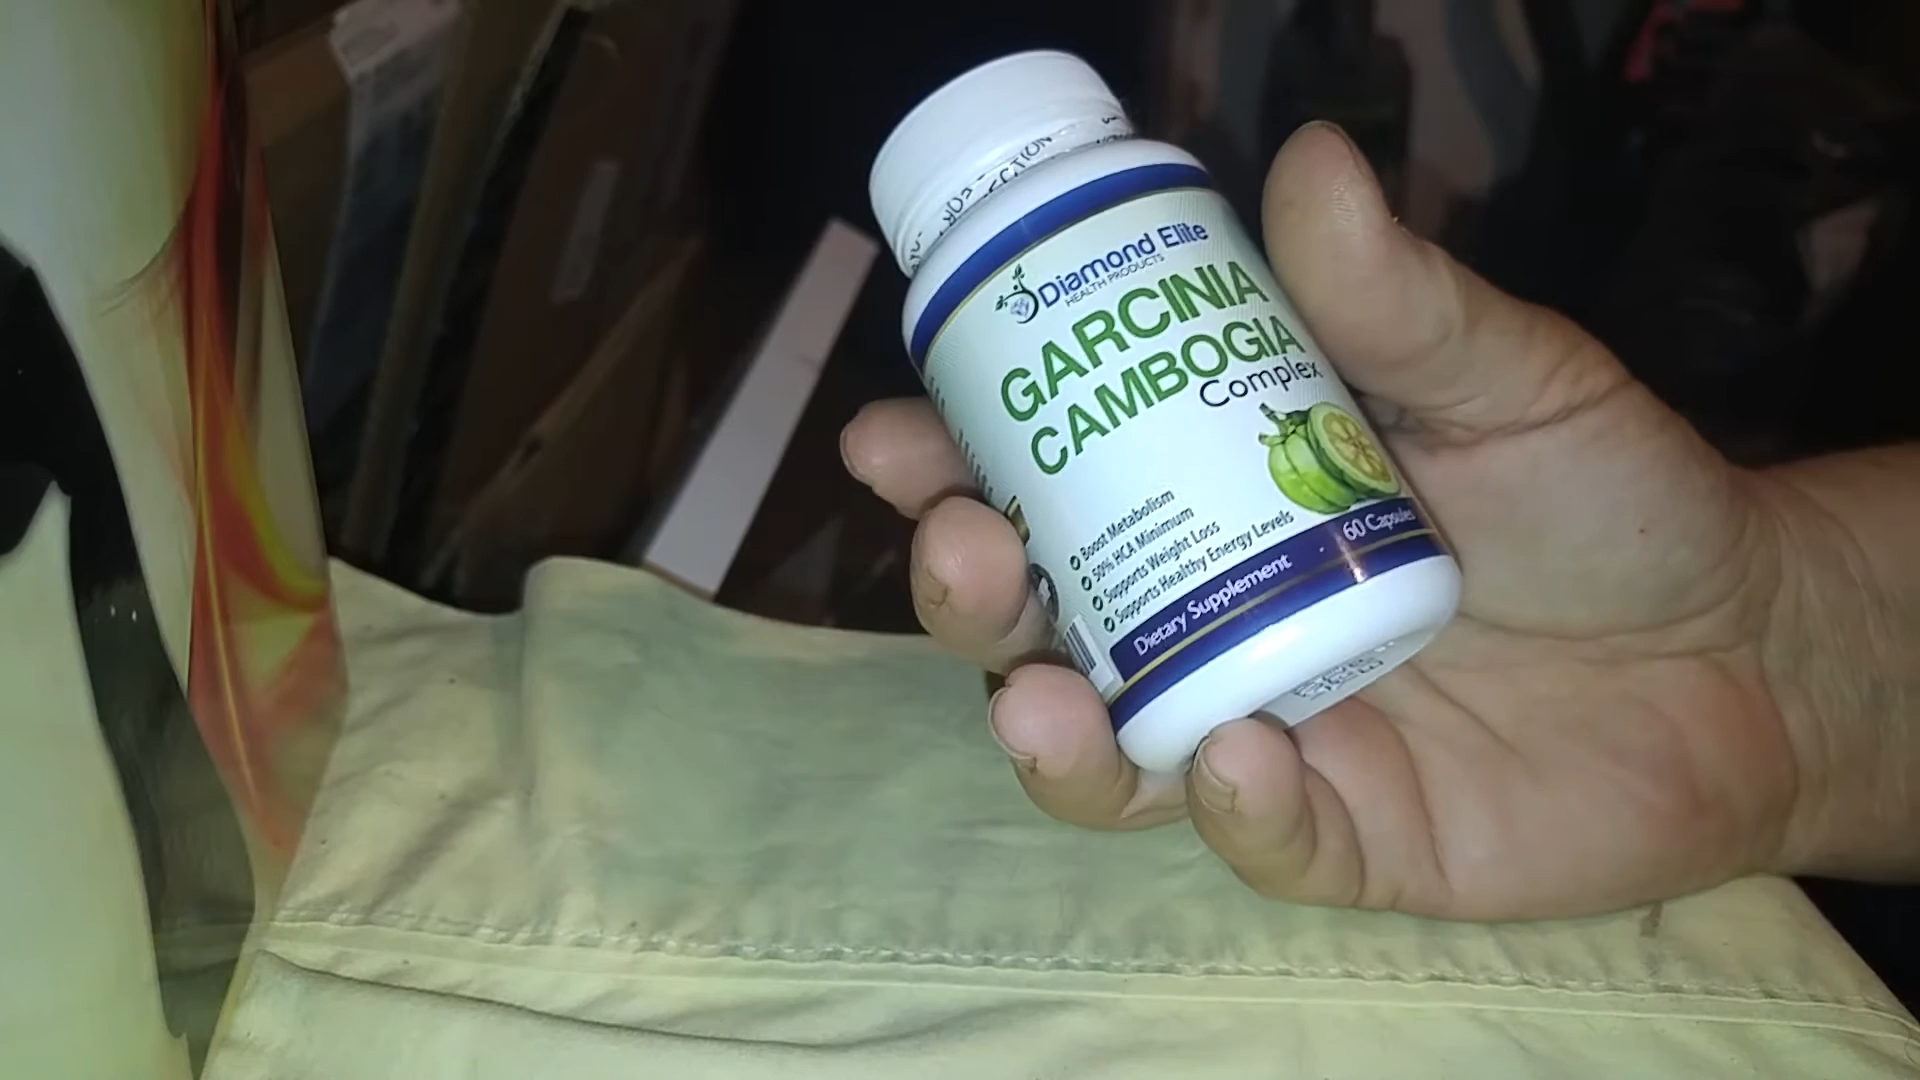 Diamond Elite
HEALTH PRODUCTS
GARCINIA
CAMBOGIA
Complex
Boost Metabolism
50% HCA Minimum
Supports Weight Loss
Supports Healthy Energy Levels
Dietary Supplement · 60 Capsules